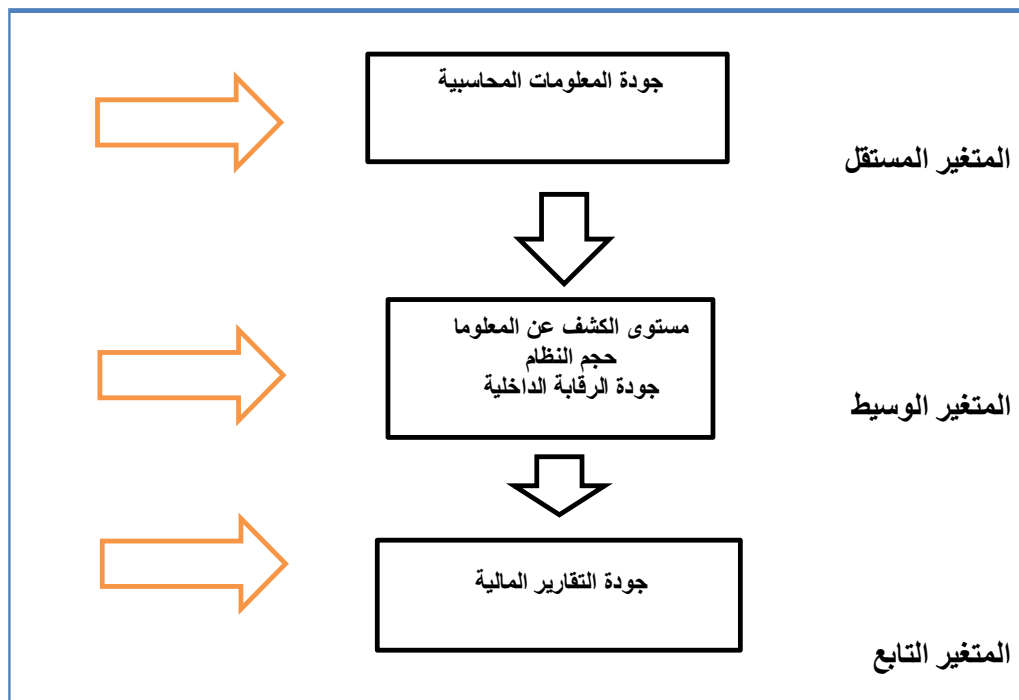 جودة المعلومات المحاسبية
المتغير المستقل
مستوى الكشف عن المعلوما
حجم النظام
جودة الرقابة الداخلية
المتغير الوسيط
جودة التقارير المالية
المتغير التابع